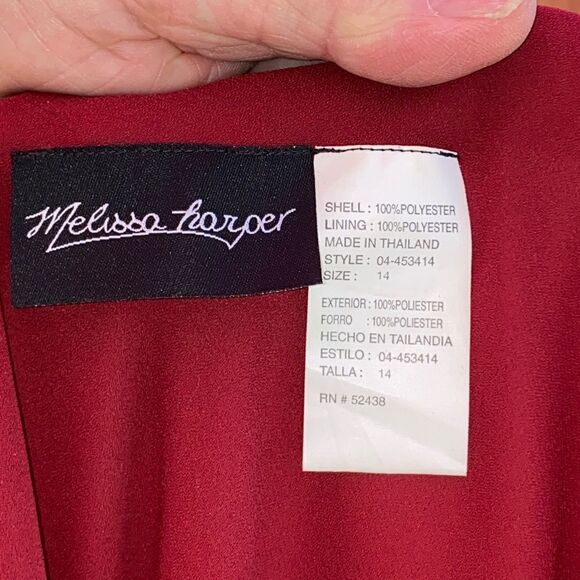 Melissa harper
SHELL : 100%POLYESTER
LINING : 100%POLYESTER
MADE IN THAILAND
STYLE : 04-453414
SIZE : 14
EXTERIOR : 100%POLIESTER
FORRO : 100%POLIESTER
HECHO EN TAILANDIA
ESTILO : 04-453414
TALLA : 14
RN # 52438